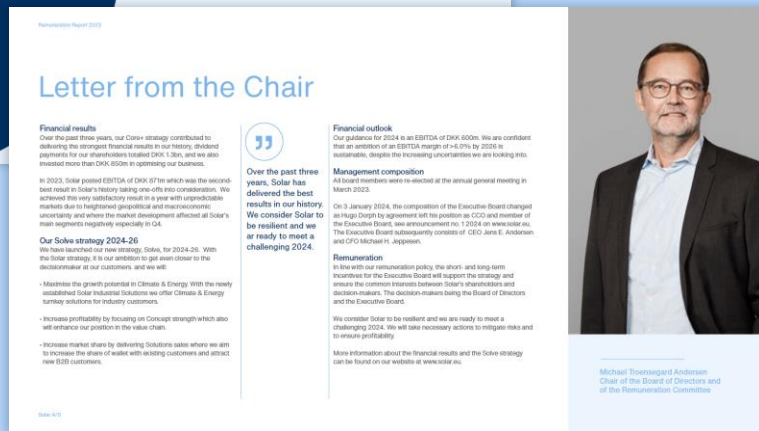 Remuneration Report 2023
Letter from the Chair
Financial results
Over the past three years, our Core+ strategy contributed to
delivering the strongest financial results in our history, dividend
payments for our shareholders totalled DKK 1.3bn, and we also
invested more than DKK 850m in optimising our business.
In 2023, Solar posted EBITDA of DKK 871m which was the second-
best result in Solar's history taking one-offs into consideration. We
achieved this very satisfactory result in a year with unpredictable
markets due to heightened geopolitical and macroeconomic
uncertainty and where the market development affected all Solar's
main segments negatively especially in Q4.
Our Solve strategy 2024-26
We have launched our new strategy, Solve, for 2024-26. With
the Solar strategy, it is our ambition to get even closer to the
decisionmaker at our customers. and we will:
• Maximise the growth potential in Climate & Energy. With the newly
established Solar Industrial Solutions we offer Climate & Energy
turnkey solutions for industry customers.
• Increase profitability by focusing on Concept strength which also
will enhance our position in the value chain.
• Increase market share by delivering Solutions sales where we aim
to increase the share of wallet with existing customers and attract
new B2B customers.
Over the past three
years, Solar has
delivered the best
results in our history.
We consider Solar to
be resilient and we
ar ready to meet a
challenging 2024.
Financial outlook
Our guidance for 2024 is an EBITDA of DKK 600m. We are confident
that an ambition of an EBITDA margin of >6.0% by 2026 is
sustainable, despite the increasing uncertainties we are looking into.
Management composition
All board members were re-elected at the annual general meeting in
March 2023.
On 3 January 2024, the composition of the Executive Board changed
as Hugo Dorph by agreement left his position as CCO and member of
the Executive Board, see announcement no. 1 2024 on www.solar.eu.
The Executive Board subsequently consists of CEO Jens E. Andersen
and CFO Michael H. Jeppesen.
Remuneration
In line with our remuneration policy, the short- and long-term
incentives for the Executive Board will support the strategy and
ensure the common interests between Solar's shareholders and
decision-makers. The decision-makers being the Board of Directors
and the Executive Board.
We consider Solar to be resilient and we are ready to meet a
challenging 2024. We will take necessary actions to mitigate risks and
to ensure profitability.
More information about the financial results and the Solve strategy
can be found on our website at www.solar.eu.
Michael Troensegaard Andersen
Chair of the Board of Directors and
of the Remuneration Committee